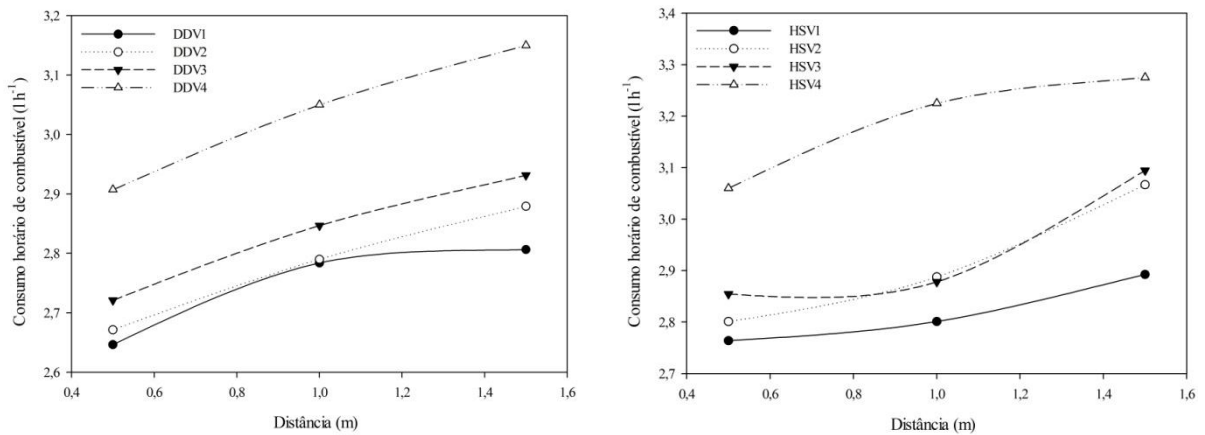 Consumo horário de combustível (l h⁻¹)
3,2
3,1
3,0
2,9
2,8
2,7
2,6
DDV1
DDV2
DDV3
DDV4
0,4 0,6 0,8 1,0 1,2 1,4 1,6
Distância (m)
Consumo horário de combustível (l h⁻¹)
3,4
3,3
3,2
3,1
3,0
2,9
2,8
2,7
HSV1
HSV2
HSV3
HSV4
0,4 0,6 0,8 1,0 1,2 1,4 1,6
Distância (m)